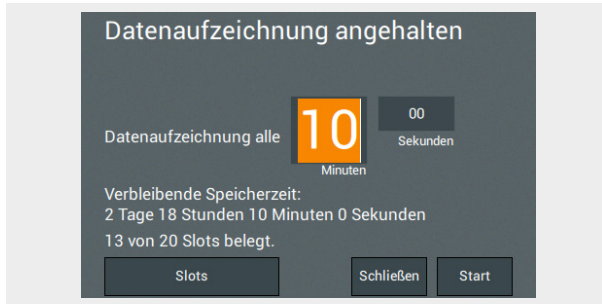 Datenaufzeichnung angehalten
Datenaufzeichnung alle 10 00
Minuten Sekunden
Verbleibende Speicherzeit:
2 Tage 18 Stunden 10 Minuten 0 Sekunden
13 von 20 Slots belegt.
Slots Schließen Start